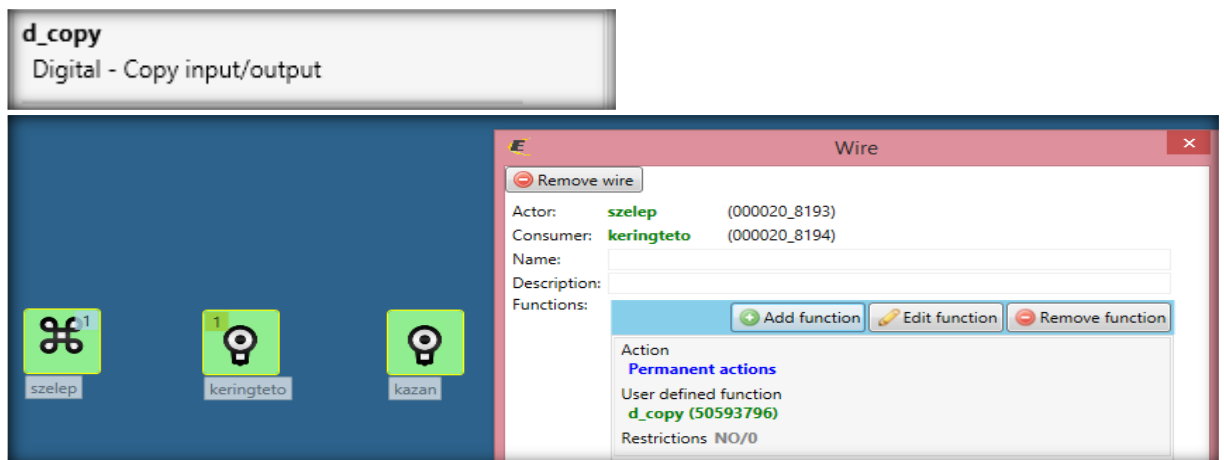 d_copy
Digital - Copy input/output
Wire
Remove wire
Actor: szelep (000020_8193)
Consumer: keringteto (000020_8194)
Name:
Description:
Functions:
Add function Edit function Remove function
Action
Permanent actions
User defined function
d_copy (50593796)
Restrictions NO/0
1
szelep
1
keringteto
kazan